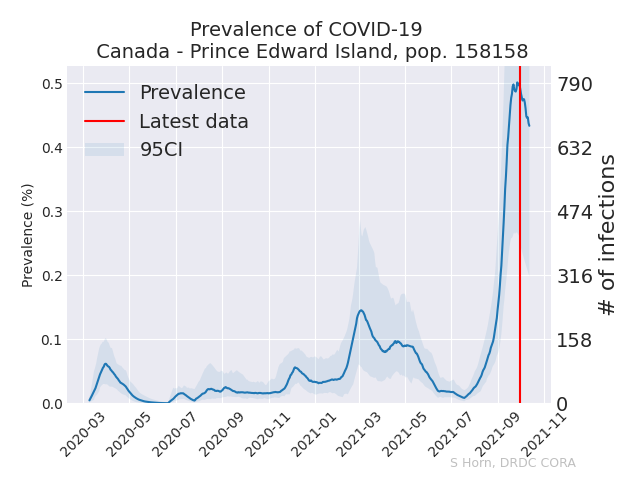 Prevalence of COVID-19
Canada - Prince Edward Island, pop. 158158
Prevalence
Latest data
95CI
Prevalence (%)
0.5
0.4
0.3
0.2
0.1
0.0
790
632
474
316
158
0
# of infections
2020-03
2020-05
2020-07
2020-09
2020-11
2021-01
2021-03
2021-05
2021-07
2021-09
2021-11
S Horn, DRDC CORA